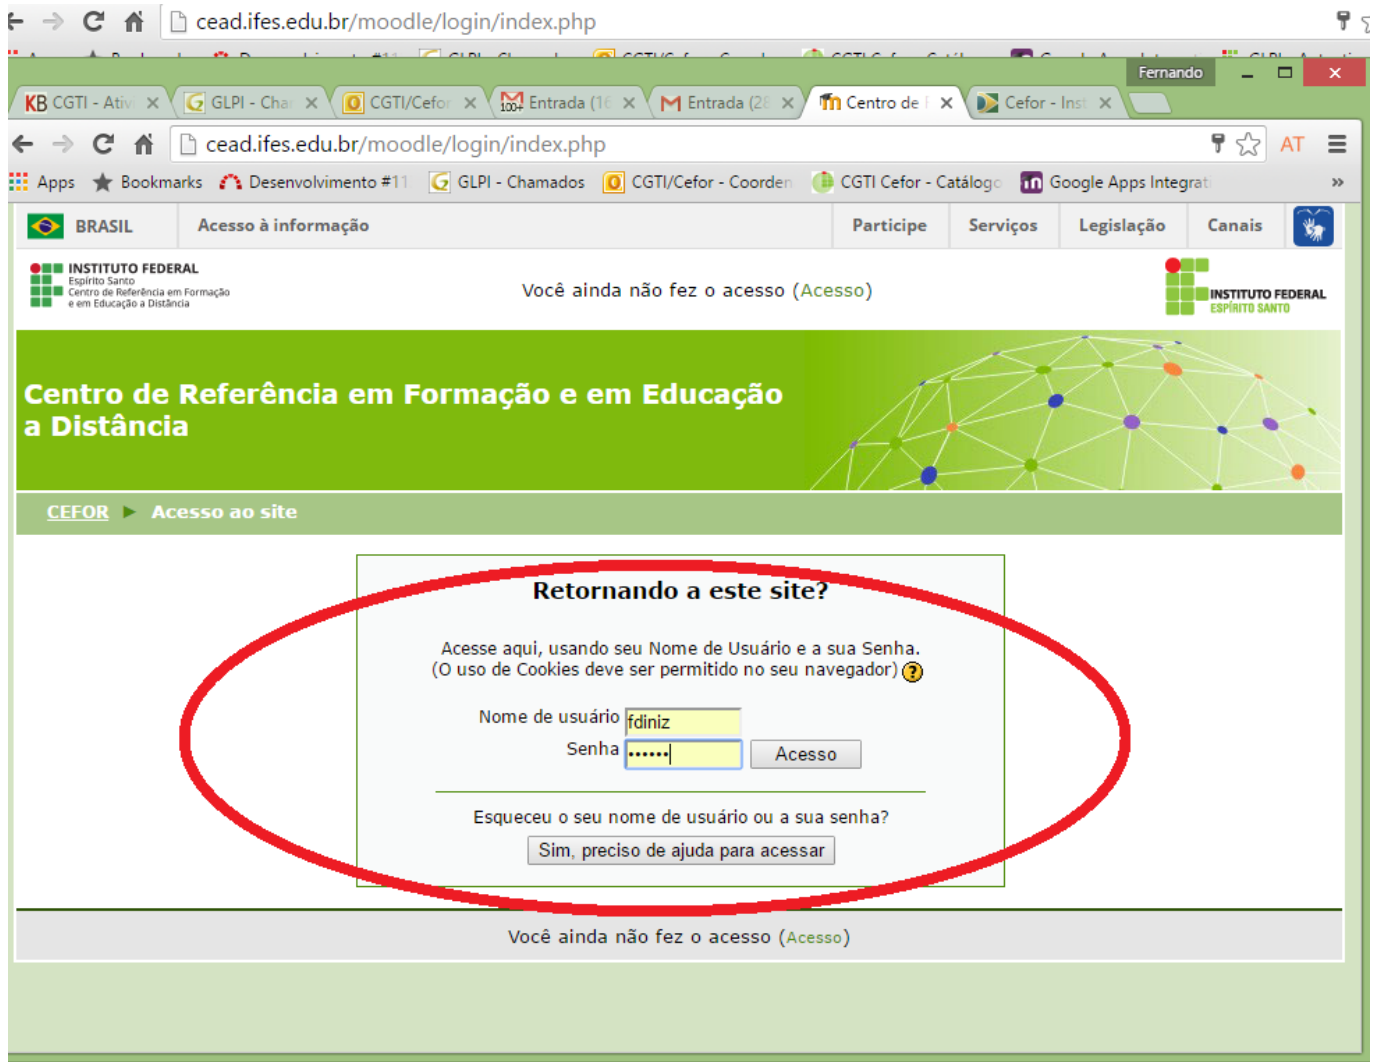 cead.ifes.edu.br/moodle/login/index.php
Fernando
KB CGTI - Ativ
GLPI - Cha
CGTI/Cefor
Entrada (1
Entrada (2
Centro de
Cefor - Inst
cead.ifes.edu.br/moodle/login/index.php
AT
Apps
Bookmarks
Desenvolvimento #11
GLPI - Chamados
CGTI/Cefor - Coorden
CGTI Cefor - Catálogo
Google Apps Integrat
»
BRASIL
Acesso à informação
Participe
Serviços
Legislação
Canais
INSTITUTO FEDERAL
Espírito Santo
Centro de Referência em Formação
e em Educação a Distância
Você ainda não fez o acesso (Acesso)
INSTITUTO FEDERAL
ESPÍRITO SANTO
Centro de Referência em Formação e em Educação
a Distância
CEFOR ► Acesso ao site
Retornando a este site?
Acesse aqui, usando seu Nome de Usuário e a sua Senha.
(O uso de Cookies deve ser permitido no seu navegador) ?
Nome de usuário fdiniz
Senha ••••••
Acesso
Esqueceu o seu nome de usuário ou a sua senha?
Sim, preciso de ajuda para acessar
Você ainda não fez o acesso (Acesso)